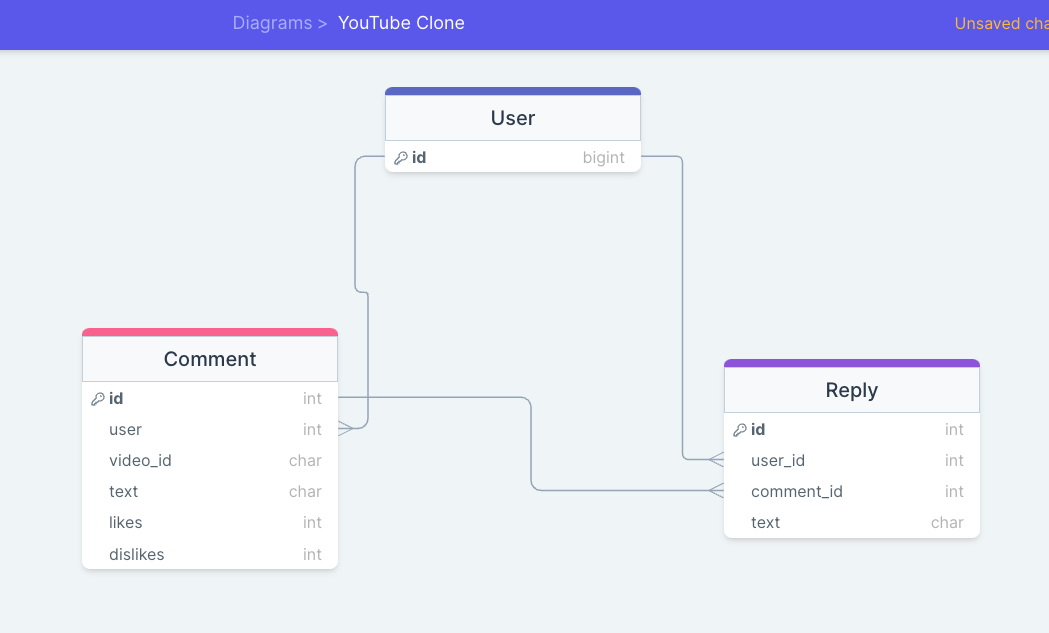 Diagrams > YouTube Clone
Unsaved cha
User
id bigint
Comment
id int
user int
video_id char
text char
likes int
dislikes int
Reply
id int
user_id int
comment_id int
text char